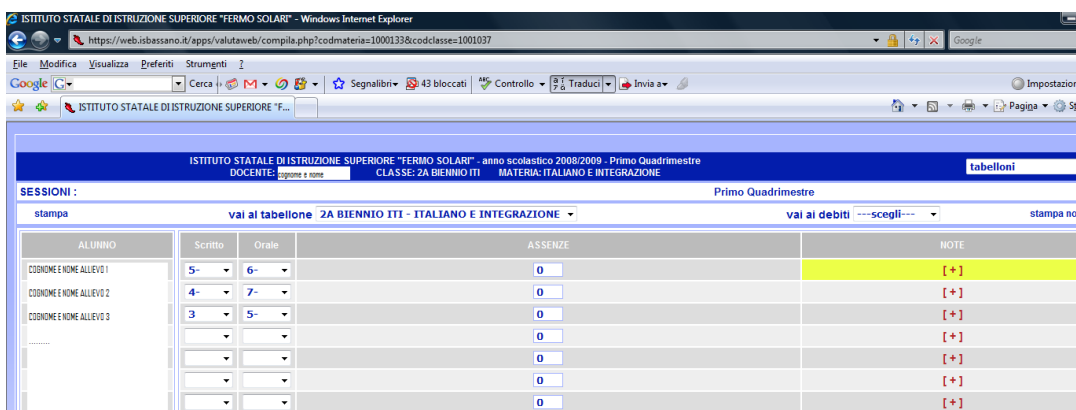 ISTITUTO STATALE DI ISTRUZIONE SUPERIORE "FERMO SOLARI" - Windows Internet Explorer
https://web.isbassano.it/apps/valutaweb/compila.php?codmateria=1000133&codclasse=1001037
Google
File Modifica Visualizza Preferiti Strumenti ?
Google G Cerca Segnalibri 43 bloccati Controllo Traduci Invia a
ISTITUTO STATALE DI ISTRUZIONE SUPERIORE "F... Pagina
ISTITUTO STATALE DI ISTRUZIONE SUPERIORE "FERMO SOLARI" - anno scolastico 2008/2009 - Primo Quadrimestre
DOCENTE: cognome e nome CLASSE: 2A BIENNIO ITI MATERIA: ITALIANO E INTEGRAZIONE
tabelloni
SESSIONI : Primo Quadrimestre
stampa vai al tabellone 2A BIENNIO ITI - ITALIANO E INTEGRAZIONE vai ai debiti ---scegli--- stampa
ALUNNO Scritto Orale ASSENZE NOTE
COGNOME E NOME ALLIEVO 1 5- 6- 0 [ + ]
COGNOME E NOME ALLIEVO 2 4- 7- 0 [ + ]
COGNOME E NOME ALLIEVO 3 3 5- 0 [ + ]
......... 0 [ + ]
0 [ + ]
0 [ + ]
0 [ + ]